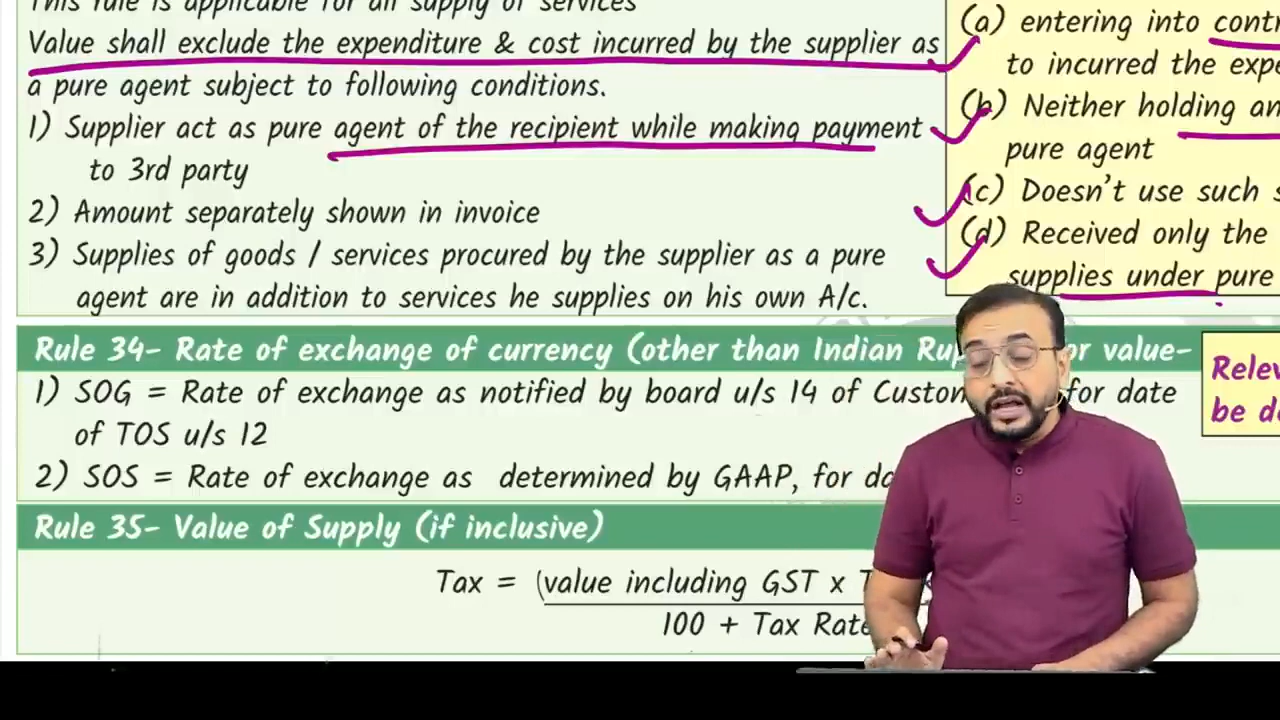 This rule is applicable for all supply of services
Value shall exclude the expenditure & cost incurred by the supplier as
a pure agent subject to following conditions.
1) Supplier act as pure agent of the recipient while making payment
to 3rd party
2) Amount separately shown in invoice
3) Supplies of goods / services procured by the supplier as a pure
agent are in addition to services he supplies on his own A/c.
(a) entering into
to incurred the
(b) Neither holding
pure agent
(c) Doesn't use such
(d) Received only the
supplies under pure
Rule 34- Rate of exchange of currency (other than Indian value-
1) SOG = Rate of exchange as notified by board u/s 14 of for date
of TOS u/s 12
2) SOS = Rate of exchange as determined by GAAP, for
be
Rule 35- Value of Supply (if inclusive)
Tax = (value including GST x
100 + Tax Rate